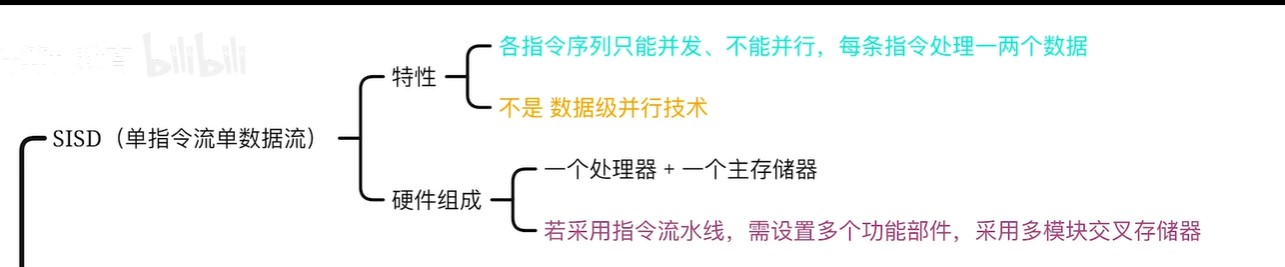 bilibili
各指令序列只能并发、不能并行，每条指令处理一两个数据
特性
不是 数据级并行技术
SISD（单指令流单数据流）
一个处理器 + 一个主存储器
硬件组成
若采用指令流水线，需设置多个功能部件，采用多模块交叉存储器